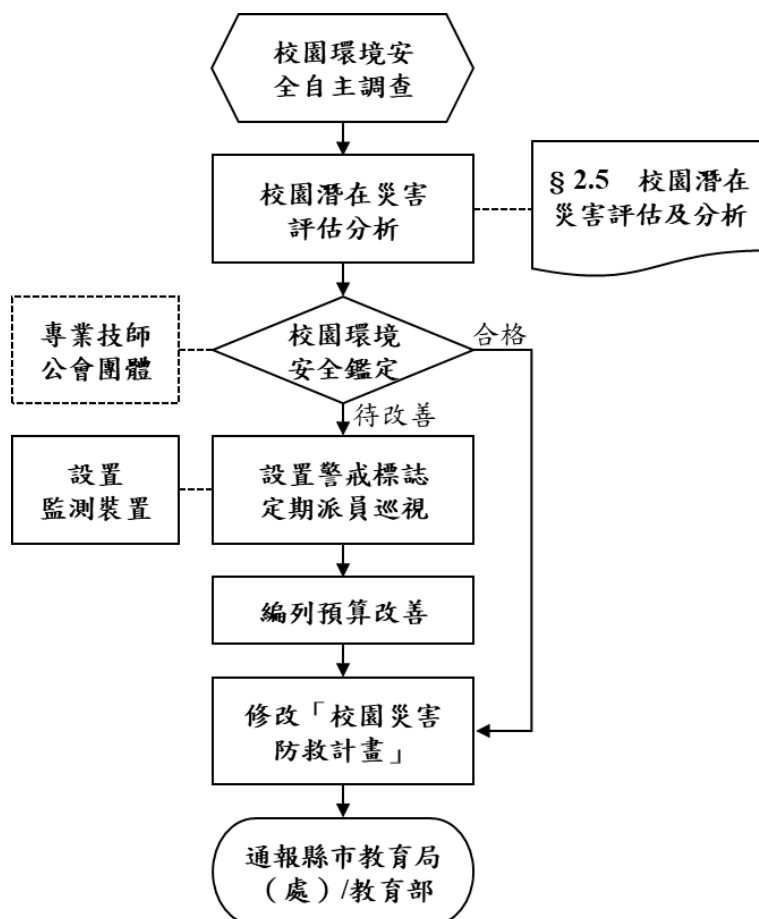 校園環境安
全自主調查
校園潛在災害
評估分析
§ 2.5 校園潛在
災害評估及分析
專業技師
公會團體
校園環境
安全鑑定
合格
待改善
設置
監測裝置
設置警戒標誌
定期派員巡視
編列預算改善
修改「校園災害
防救計畫」
通報縣市教育局
（處）/教育部